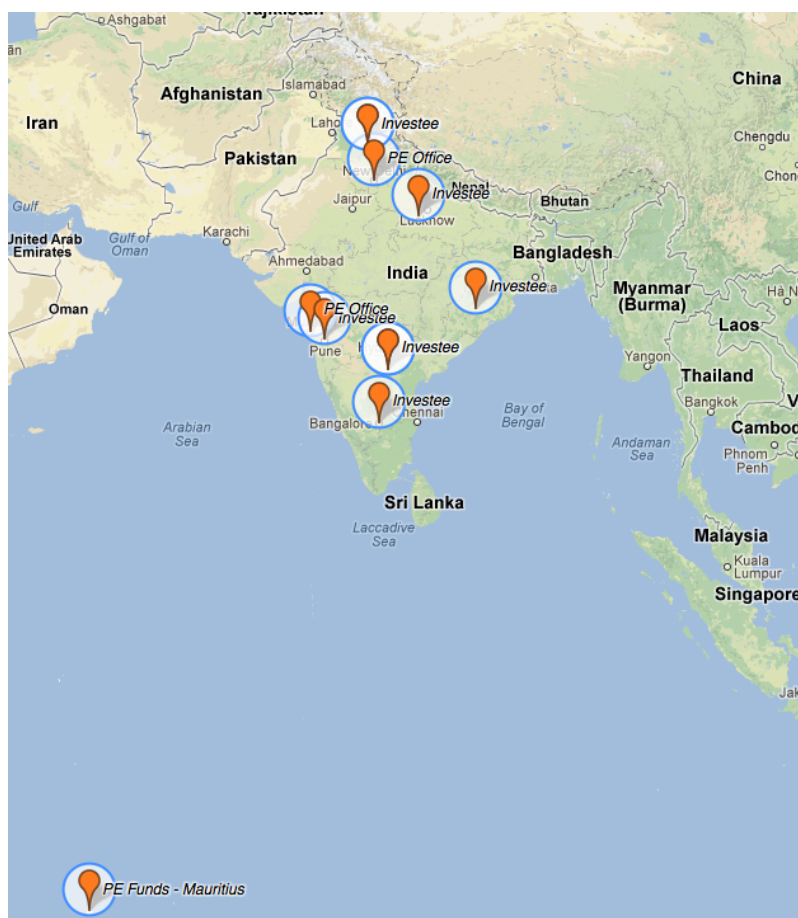 Ashgabat
Tajikistan
Islamabad
Afghanistan
China
Iran
Investee
Chengdu
Pakistan
PE Office
Jaipur
Investee
Nepal
Lucknow
Bhutan
Gulf
Karachi
United Arab
Emirates
Gulf of
Oman
Bangladesh
Ahmedabad
India
Investee
Myanmar
(Burma)
Oman
PE Office
Investee
Laos
Pune
Investee
Yangon
Thailand
Investee
Bangkok
Bangalore
Chennai
Bay of
Bengal
Arabian
Sea
Andaman
Sea
Phnom
Penh
Sri Lanka
Laccadive
Sea
Malaysia
Kuala
Lumpur
Singapore
PE Funds - Mauritius